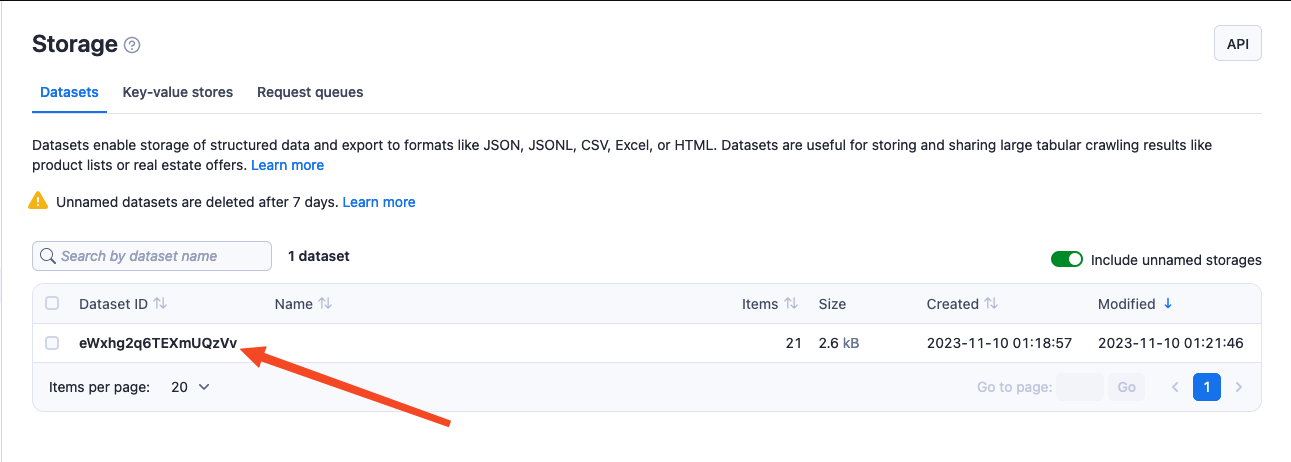 Storage
API
Datasets Key-value stores Request queues
Datasets enable storage of structured data and export to formats like JSON, JSONL, CSV, Excel, or HTML. Datasets are useful for storing and sharing large tabular crawling results like
product lists or real estate offers. Learn more
Unnamed datasets are deleted after 7 days. Learn more
Search by dataset name 1 dataset Include unnamed storages
Dataset ID Name Items Size Created Modified
eWxhg2q6TEXmUQzVv 21 2.6 kB 2023-11-10 01:18:57 2023-11-10 01:21:46
Items per page: 20 Go to page: Go 1